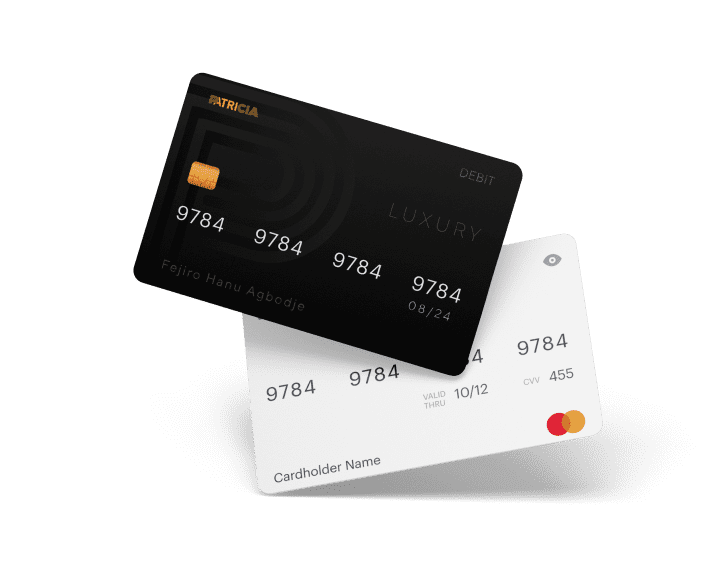 PATRICIA
DEBIT
LUXURY
9784 9784 9784 9784
08/24
Fejiro Hanu Agbodje
9784 9784 4 9784
VALID THRU 10/12 CVV 455
Cardholder Name